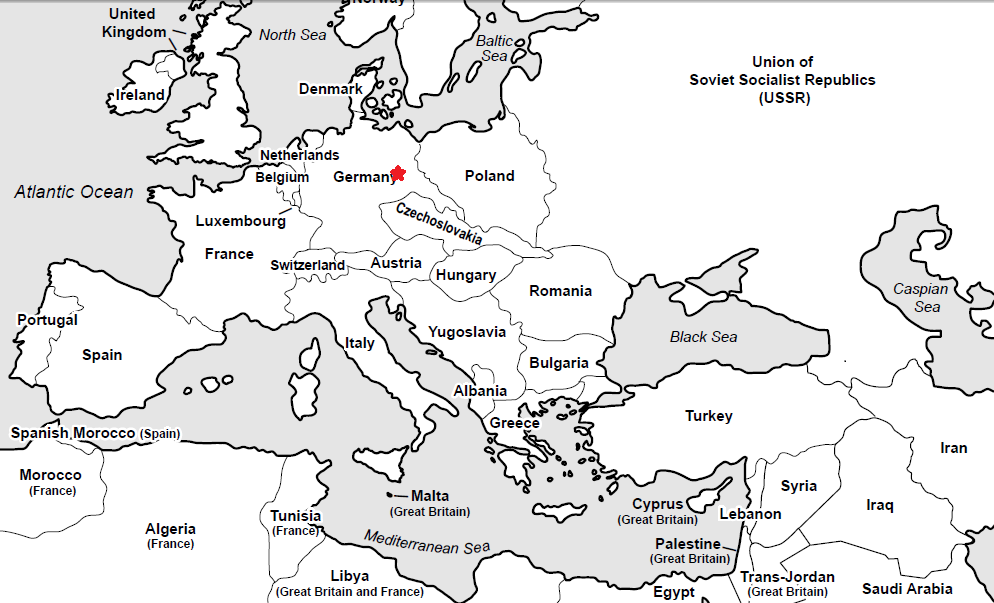 Norway
United
Kingdom
North Sea
Baltic
Sea
Union of
Soviet Socialist Republics
(USSR)
Ireland
Denmark
Netherlands
Belgium
Germany
Poland
Atlantic Ocean
Luxembourg
Czechoslovakia
France
Switzerland
Austria
Hungary
Romania
Caspian
Sea
Portugal
Spain
Italy
Yugoslavia
Black Sea
Bulgaria
Albania
Greece
Turkey
Spanish Morocco (Spain)
Morocco
(France)
Algeria
(France)
Tunisia
(France)
Malta
(Great Britain)
Cyprus
(Great Britain)
Lebanon
Syria
Iraq
Iran
Mediterranean Sea
Palestine
(Great Britain)
Libya
(Great Britain and France)
Egypt
Trans-Jordan
(Great Britain)
Saudi Arabia